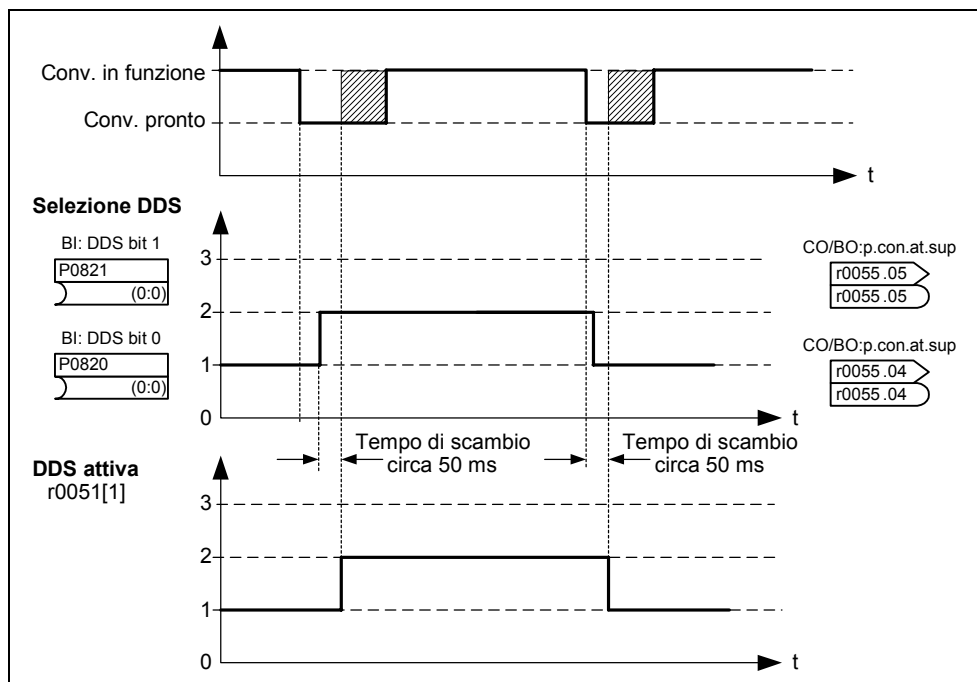 Conv. in funzione
Conv. pronto
t
Selezione DDS
BI: DDS bit 1
P0821
(0:0)
BI: DDS bit 0
P0820
(0:0)
3
2
1
0
t
CO/BO:p.con.at.sup
r0055 .05
r0055 .05
CO/BO:p.con.at.sup
r0055 .04
r0055 .04
Tempo di scambio
circa 50 ms
Tempo di scambio
circa 50 ms
DDS attiva
r0051[1]
3
2
1
0
t